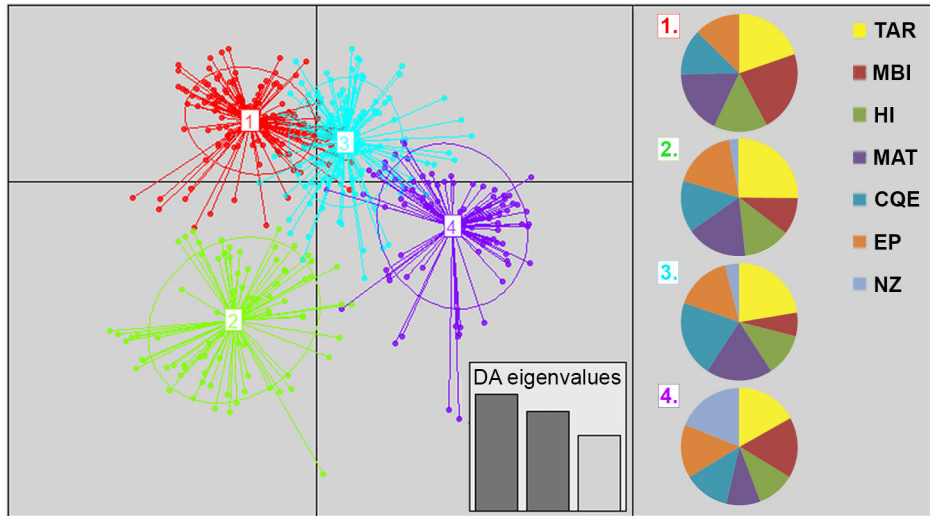 1
3
4
2
DA eigenvalues
1.
2.
3.
4.
TAR
MBI
HI
MAT
CQE
EP
NZ